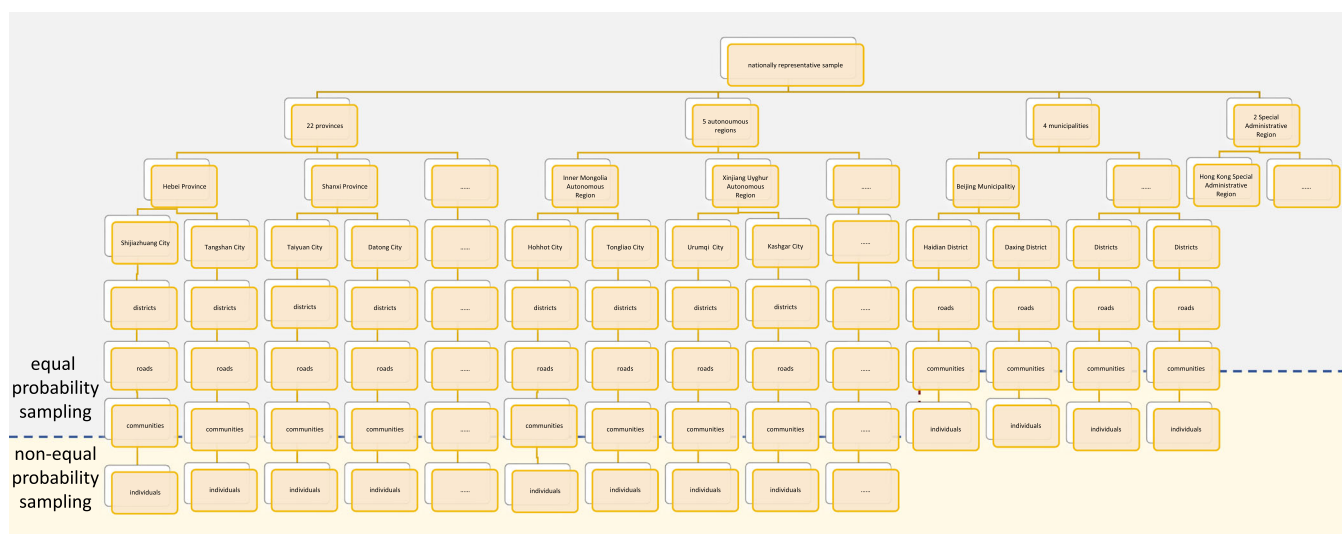 nationally representative sample
22 provinces
5 autonoumous
regions
4 municipalities
2 Special
Administrative
Region
Hebei Province
Shanxi Province
......
Inner Mongolia
Autonomous
Region
Xinjiang Uyghur
Autonomous
Region
......
Beijing Municipalitiy
......
Hong Kong Special
Administrative
Region
......
Shijiazhuang City
Tangshan City
Taiyuan City
Datong City
......
Hohhot City
Tongliao City
Urumqi City
Kashgar City
......
Haidian District
Daxing District
Districts
Districts
districts
districts
districts
districts
......
districts
districts
districts
districts
......
roads
roads
roads
roads
equal
probability
sampling
roads
roads
roads
roads
......
roads
roads
roads
roads
......
communities
communities
communities
communities
communities
communities
communities
communities
......
communities
communities
communities
communities
......
individuals
individuals
individuals
individuals
non-equal
probability
sampling
individuals
individuals
individuals
individuals
......
individuals
individuals
individuals
individuals
......